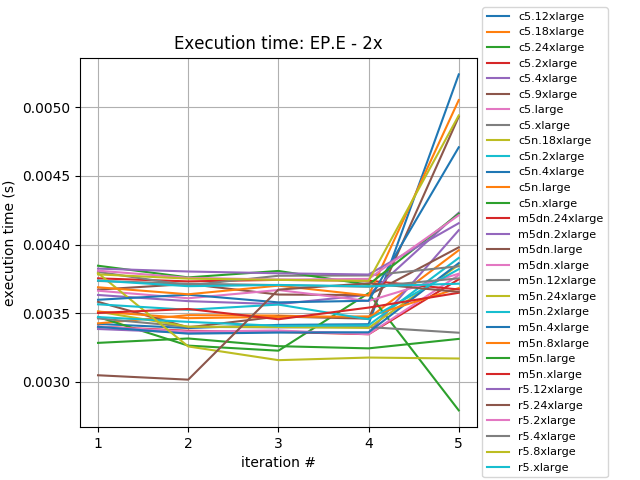 Execution time: EP.E - 2x
execution time (s)
0.0050
0.0045
0.0040
0.0035
0.0030
1 2 3 4 5
iteration #
c5.12xlarge
c5.18xlarge
c5.24xlarge
c5.2xlarge
c5.4xlarge
c5.9xlarge
c5.large
c5.xlarge
c5n.18xlarge
c5n.2xlarge
c5n.4xlarge
c5n.large
c5n.xlarge
m5dn.24xlarge
m5dn.2xlarge
m5dn.large
m5dn.xlarge
m5n.12xlarge
m5n.24xlarge
m5n.2xlarge
m5n.4xlarge
m5n.8xlarge
m5n.large
m5n.xlarge
r5.12xlarge
r5.24xlarge
r5.2xlarge
r5.4xlarge
r5.8xlarge
r5.xlarge